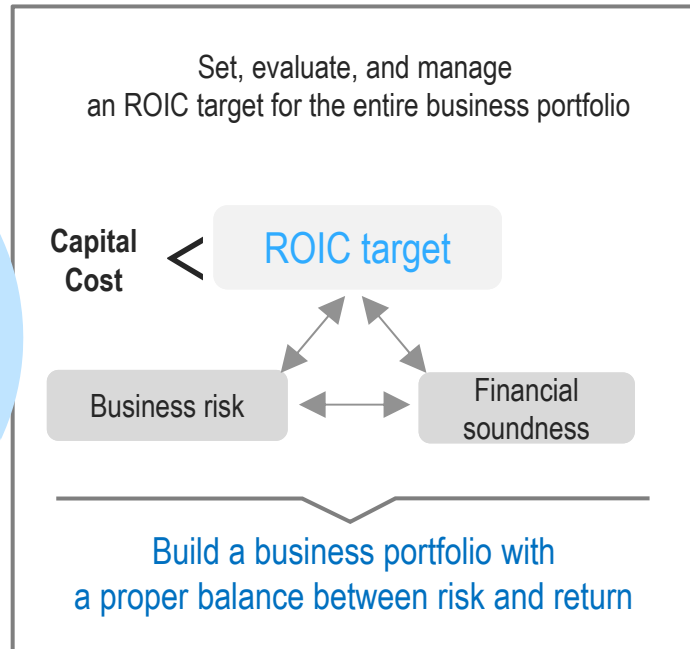 Set, evaluate, and manage
an ROIC target for the entire business portfolio
Capital
Cost
<
ROIC target
Business risk
Financial
soundness
Build a business portfolio with
a proper balance between risk and return